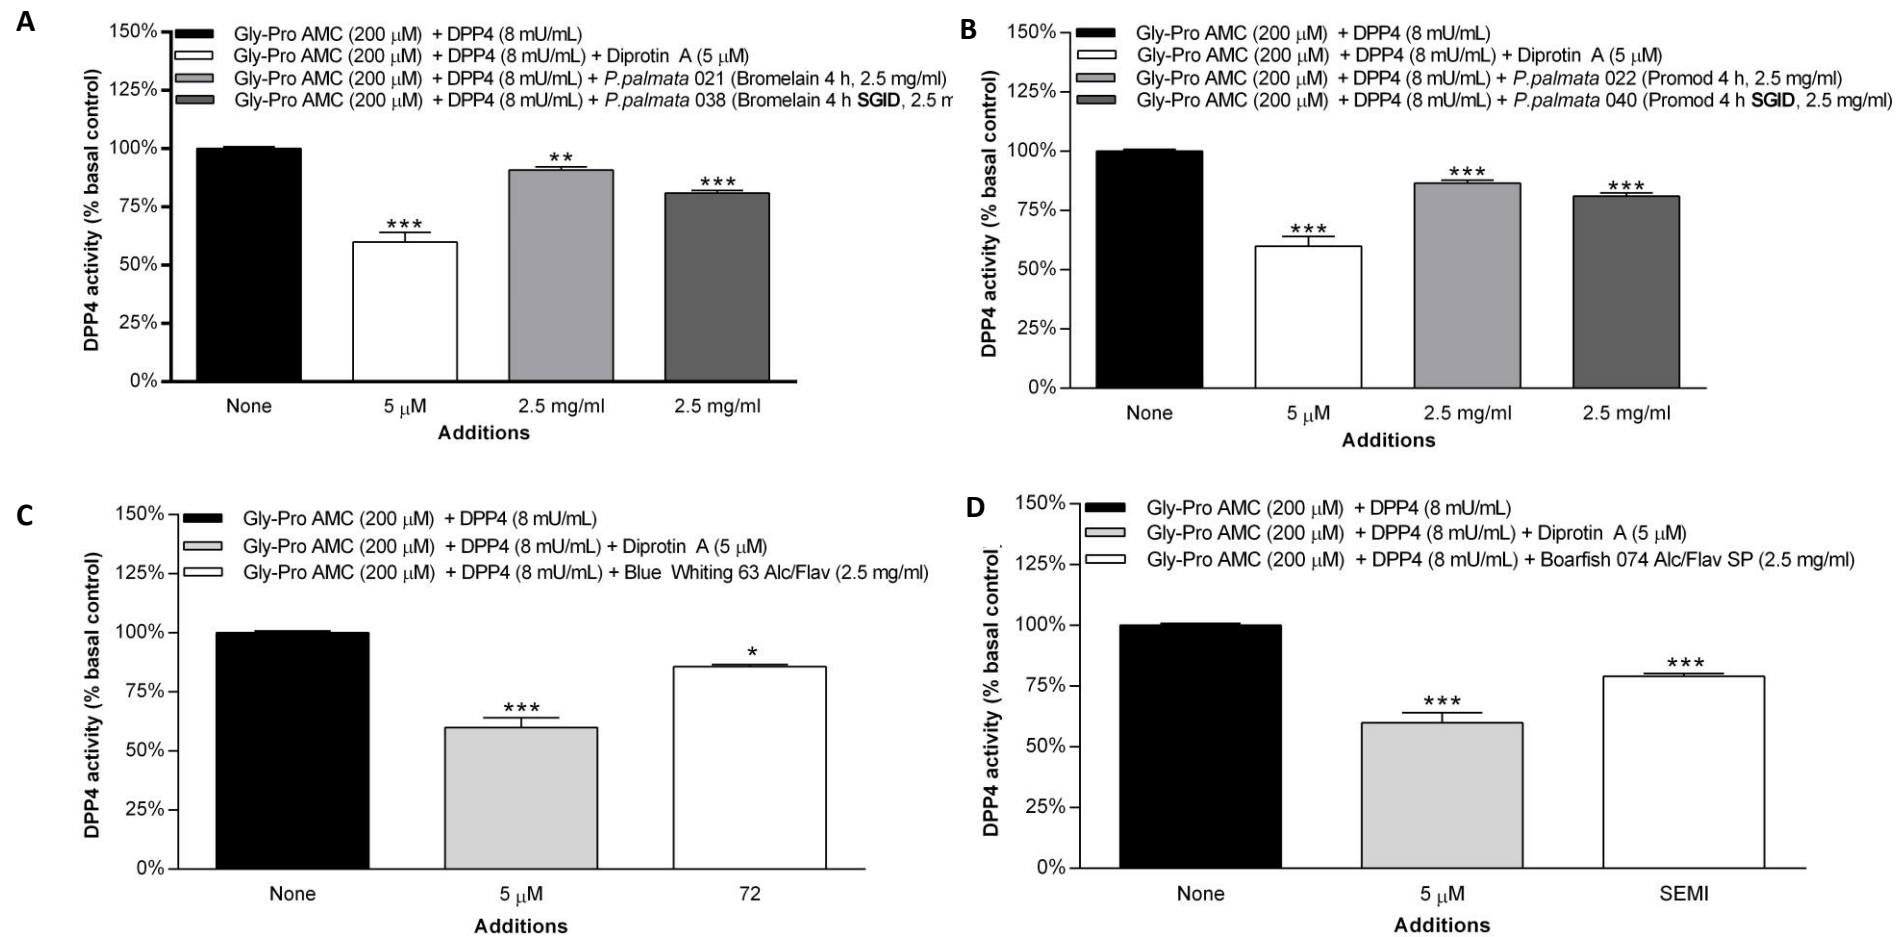 A
150%
125%
100%
75%
50%
25%
0%
DPP4 activity (% basal control)
Gly-Pro AMC (200 μM) + DPP4 (8 mU/mL)
Gly-Pro AMC (200 μM) + DPP4 (8 mU/mL) + Diprotin A (5 μM)
Gly-Pro AMC (200 μM) + DPP4 (8 mU/mL) + P.palmata 021 (Bromelain 4 h, 2.5 mg/ml)
Gly-Pro AMC (200 μM) + DPP4 (8 mU/mL) + P.palmata 038 (Bromelain 4 h SGID, 2.5 m
***
**
***
None 5 μM 2.5 mg/ml 2.5 mg/ml
Additions
B
150%
125%
100%
75%
50%
25%
0%
DPP4 activity (% basal control)
Gly-Pro AMC (200 μM) + DPP4 (8 mU/mL)
Gly-Pro AMC (200 μM) + DPP4 (8 mU/mL) + Diprotin A (5 μM)
Gly-Pro AMC (200 μM) + DPP4 (8 mU/mL) + P.palmata 022 (Promod 4 h, 2.5 mg/ml)
Gly-Pro AMC (200 μM) + DPP4 (8 mU/mL) + P.palmata 040 (Promod 4 h SGID, 2.5 mg/ml)
***
***
***
None 5 μM 2.5 mg/ml 2.5 mg/ml
Additions
C
150%
125%
100%
75%
50%
25%
0%
DPP4 activity (% basal control)
Gly-Pro AMC (200 μM) + DPP4 (8 mU/mL)
Gly-Pro AMC (200 μM) + DPP4 (8 mU/mL) + Diprotin A (5 μM)
Gly-Pro AMC (200 μM) + DPP4 (8 mU/mL) + Blue Whiting 63 Alc/Flav (2.5 mg/ml)
***
*
None 5 μM 72
Additions
D
150%
125%
100%
75%
50%
25%
0%
DPP4 activity (% basal control)
Gly-Pro AMC (200 μM) + DPP4 (8 mU/mL)
Gly-Pro AMC (200 μM) + DPP4 (8 mU/mL) + Diprotin A (5 μM)
Gly-Pro AMC (200 μM) + DPP4 (8 mU/mL) + Boarfish 074 Alc/Flav SP (2.5 mg/ml)
***
***
None 5 μM SEMI
Additions